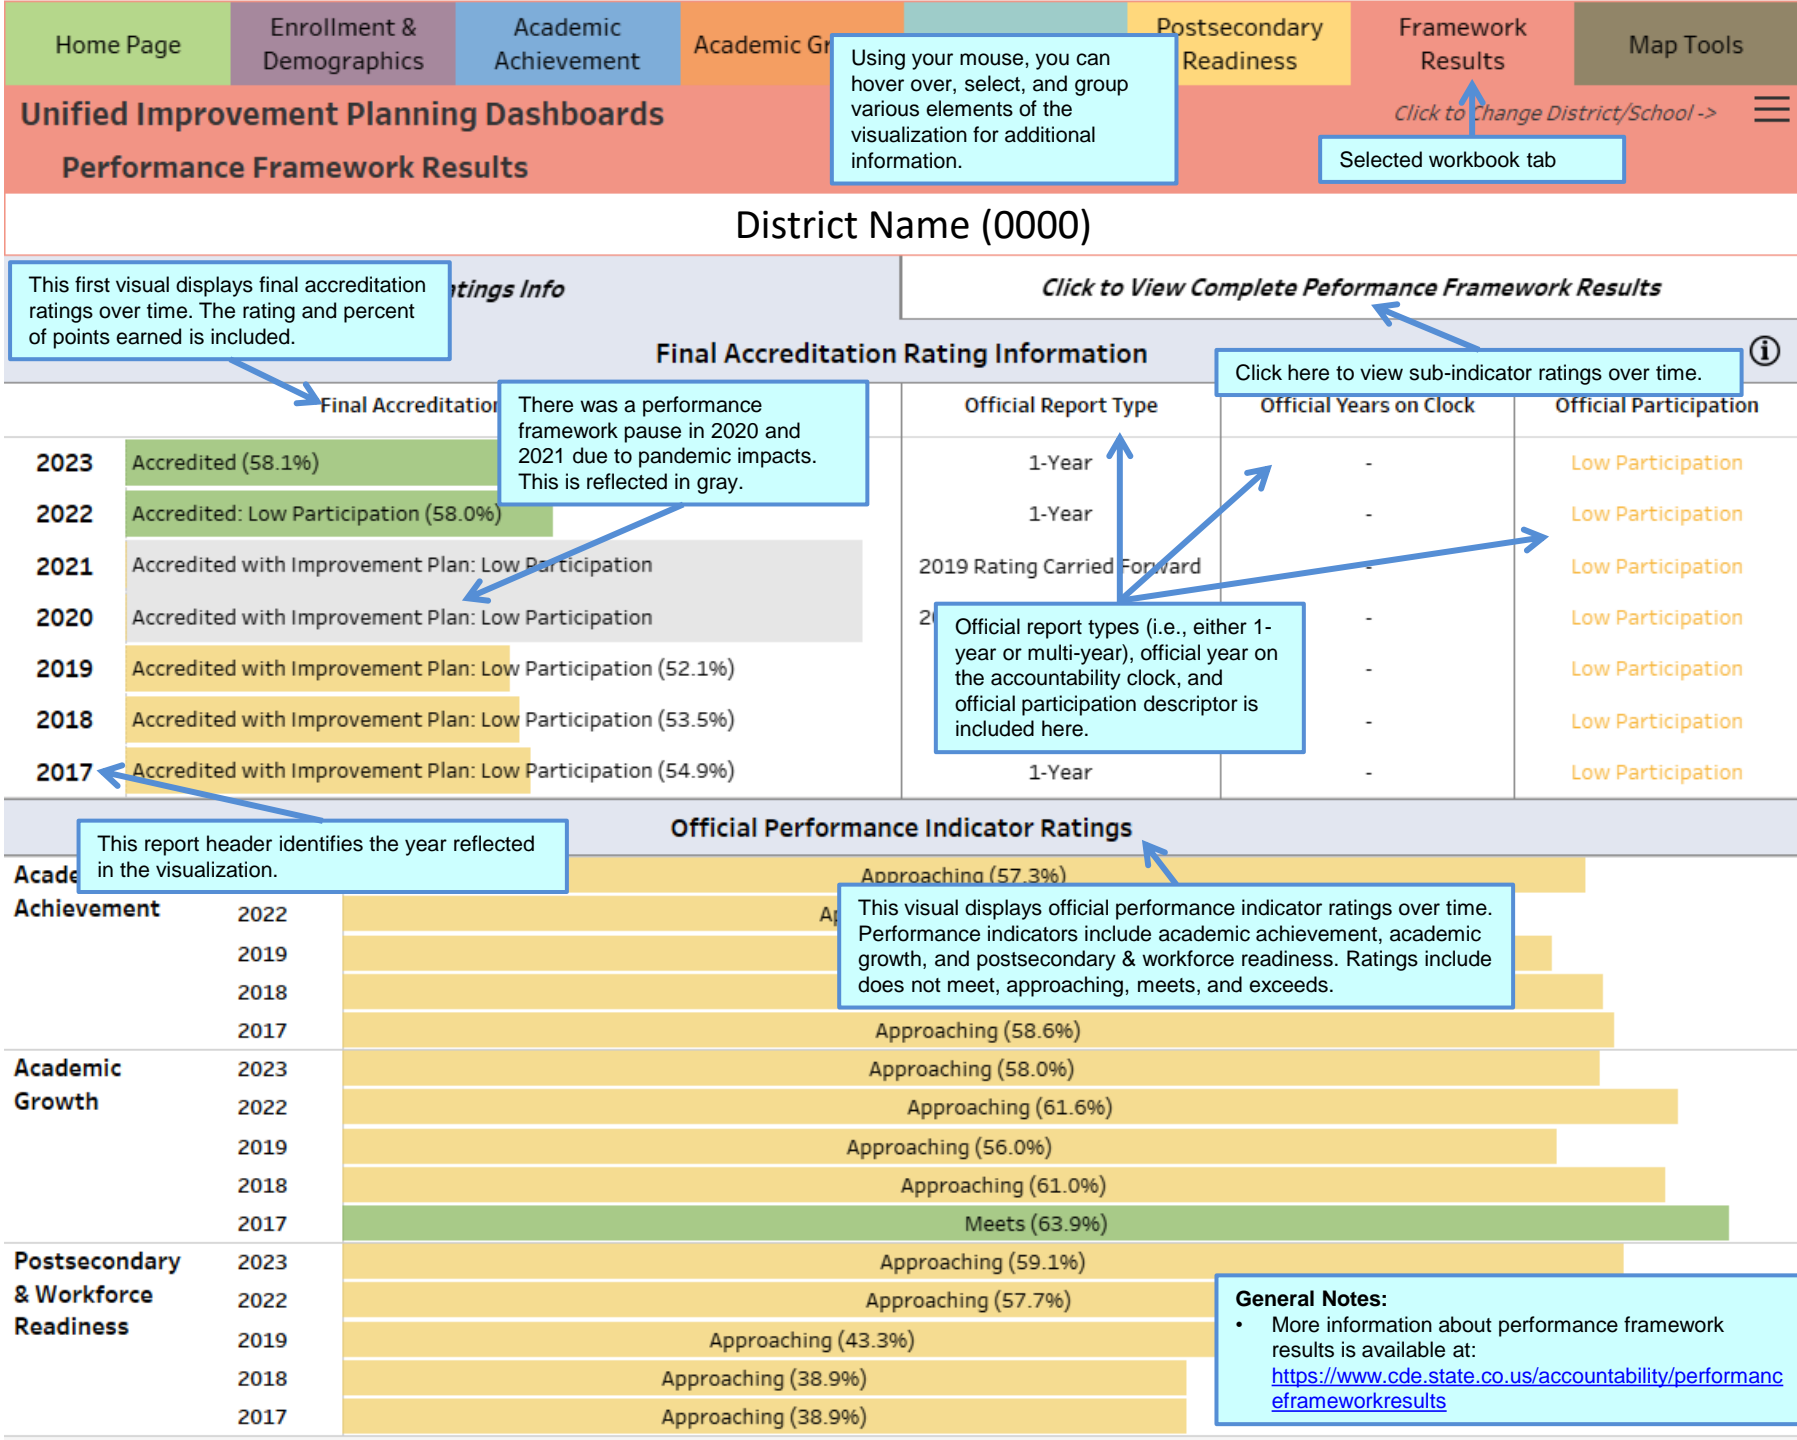 Home Page
Enrollment &
Demographics
Academic
Achievement
Academic
Postsecondary
Readiness
Framework
Results
Map Tools
Using your mouse, you can
hover over, select, and group
various elements of the
visualization for additional
information.
Unified Improvement Planning Dashboards
Click to Change District/School ->
Performance Framework Results
Selected workbook tab
District Name (0000)
This first visual displays final accreditation
ratings over time. The rating and percent
of points earned is included.
Info
Click to View Complete Peformance Framework Results
Final Accreditation Rating Information
Click here to view sub-indicator ratings over time.
Final Accreditation
There was a performance
framework pause in 2020 and
2021 due to pandemic impacts.
This is reflected in gray.
Official Report Type
Official Years on Clock
Official Participation
2023 Accredited (58.1%) 1-Year - Low Participation
2022 Accredited: Low Participation (58.0%) 1-Year - Low Participation
2021 Accredited with Improvement Plan: Low Participation 2019 Rating Carried Forward - Low Participation
2020 Accredited with Improvement Plan: Low Participation - Low Participation
2019 Accredited with Improvement Plan: Low Participation (52.1%) - Low Participation
2018 Accredited with Improvement Plan: Low Participation (53.5%) - Low Participation
2017 Accredited with Improvement Plan: Low Participation (54.9%) 1-Year - Low Participation
Official report types (i.e., either 1-
year or multi-year), official year on
the accountability clock, and
official participation descriptor is
included here.
This report header identifies the year reflected
in the visualization.
Official Performance Indicator Ratings
This visual displays official performance indicator ratings over time.
Performance indicators include academic achievement, academic
growth, and postsecondary & workforce readiness. Ratings include
does not meet, approaching, meets, and exceeds.
Approaching (57.3%)
Achievement
2022
2019
2018
2017 Approaching (58.6%)
Academic
Growth
2023 Approaching (58.0%)
2022 Approaching (61.6%)
2019 Approaching (56.0%)
2018 Approaching (61.0%)
2017 Meets (63.9%)
Postsecondary
& Workforce
Readiness
2023 Approaching (59.1%)
2022 Approaching (57.7%)
2019 Approaching (43.3%)
2018 Approaching (38.9%)
2017 Approaching (38.9%)
General Notes:
• More information about performance framework
results is available at:
https://www.cde.state.co.us/accountability/performanc
eframeworkresults